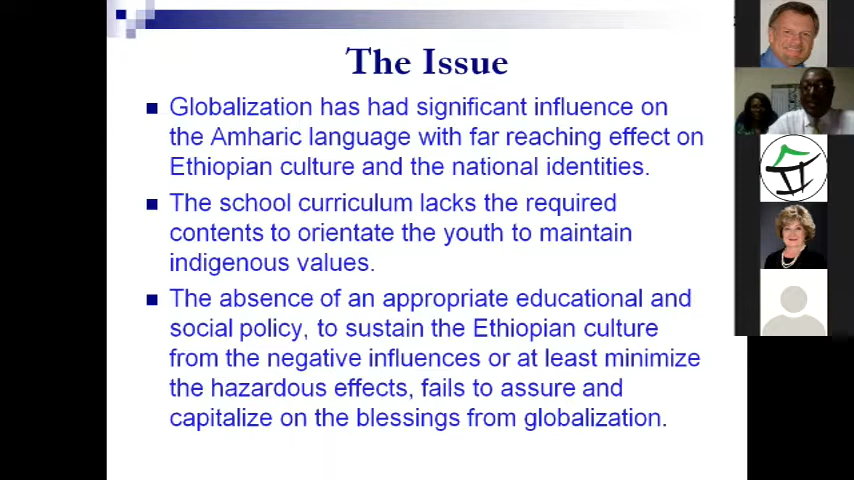 The Issue
Globalization has had significant influence on
the Amharic language with far reaching effect on
Ethiopian culture and the national identities.
The school curriculum lacks the required
contents to orientate the youth to maintain
indigenous values.
The absence of an appropriate educational and
social policy, to sustain the Ethiopian culture
from the negative influences or at least minimize
the hazardous effects, fails to assure and
capitalize on the blessings from globalization.